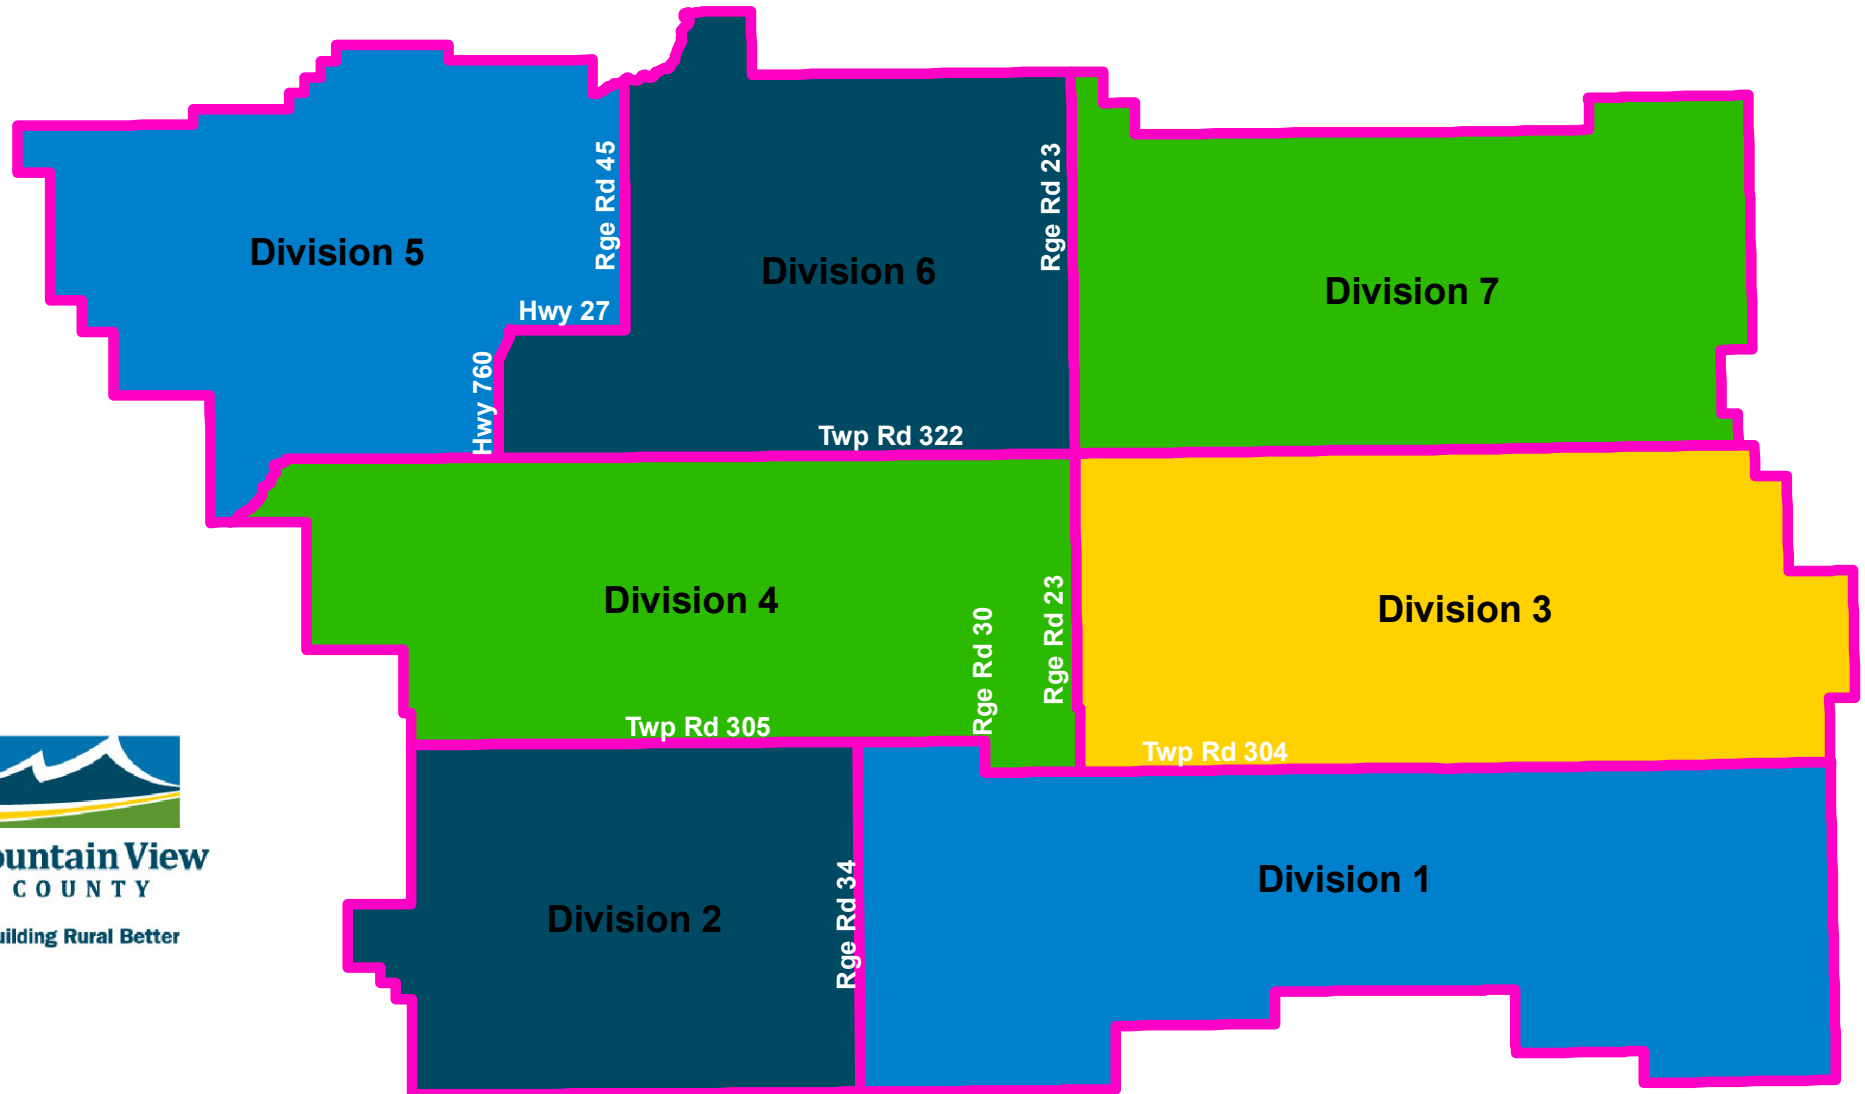 Division 5
Rge Rd 45
Hwy 27
Hwy 760
Division 6
Rge Rd 23
Twp Rd 322
Division 7
Division 4
Rge Rd 30
Rge Rd 23
Twp Rd 305
Division 3
Twp Rd 304
Division 2
Rge Rd 34
Division 1
ountain View
COUNTY
uilding Rural Better